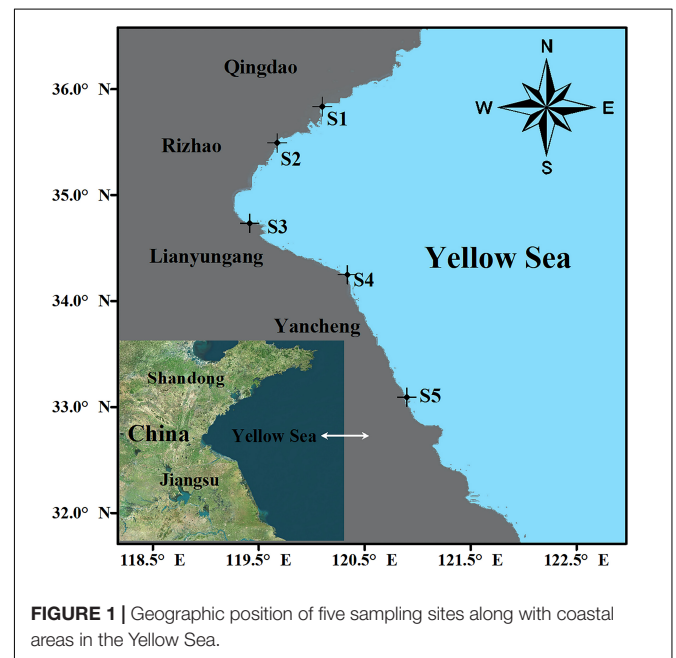 N
Qingdao
36.0° N
W
E
S1
Rizhao
S2
S
35.0° N
S3
Lianyungang
Yellow Sea
S4
34.0° N
Yancheng
Shandong
S5
33.0° N
China
Yellow Sea
Jiangsu
32.0° N
118.5° E 119.5° E 120.5° E 121.5° E 122.5° E
FIGURE 1 | Geographic position of five sampling sites along with coastal
areas in the Yellow Sea.